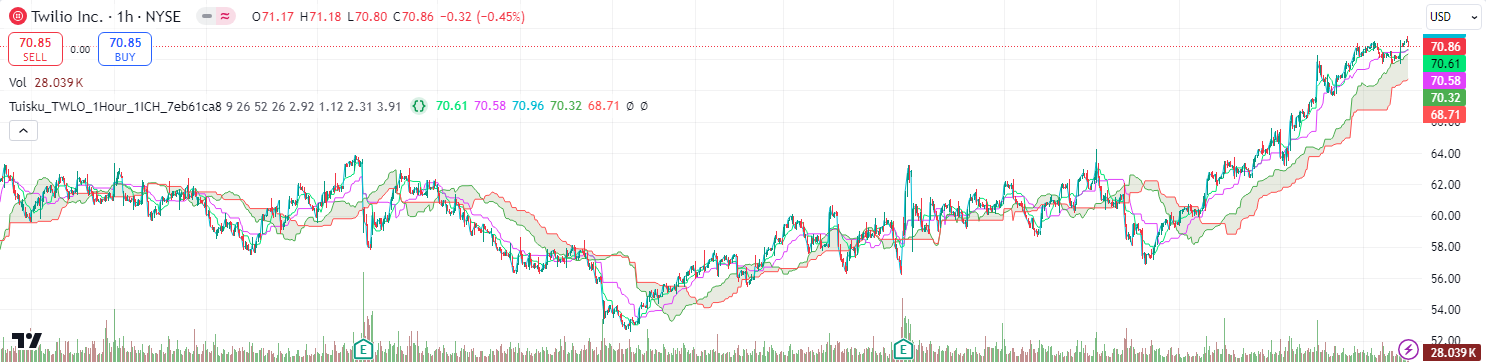 Twilio Inc. · 1h · NYSE O71.17 H71.18 L70.80 C70.86 −0.32 (−0.45%)
USD
70.85 SELL 0.00 70.85 BUY
Vol 28.039K
Tuisku_TWLO_1Hour_1ICH_7eb61ca8 9 26 52 26 2.92 1.12 2.31 3.91 {} 70.61 70.58 70.96 70.32 68.71 ∅ ∅
70.86
70.61
70.58
70.32
68.71
66.00
64.00
62.00
60.00
58.00
56.00
54.00
52.00
E E
28.039K